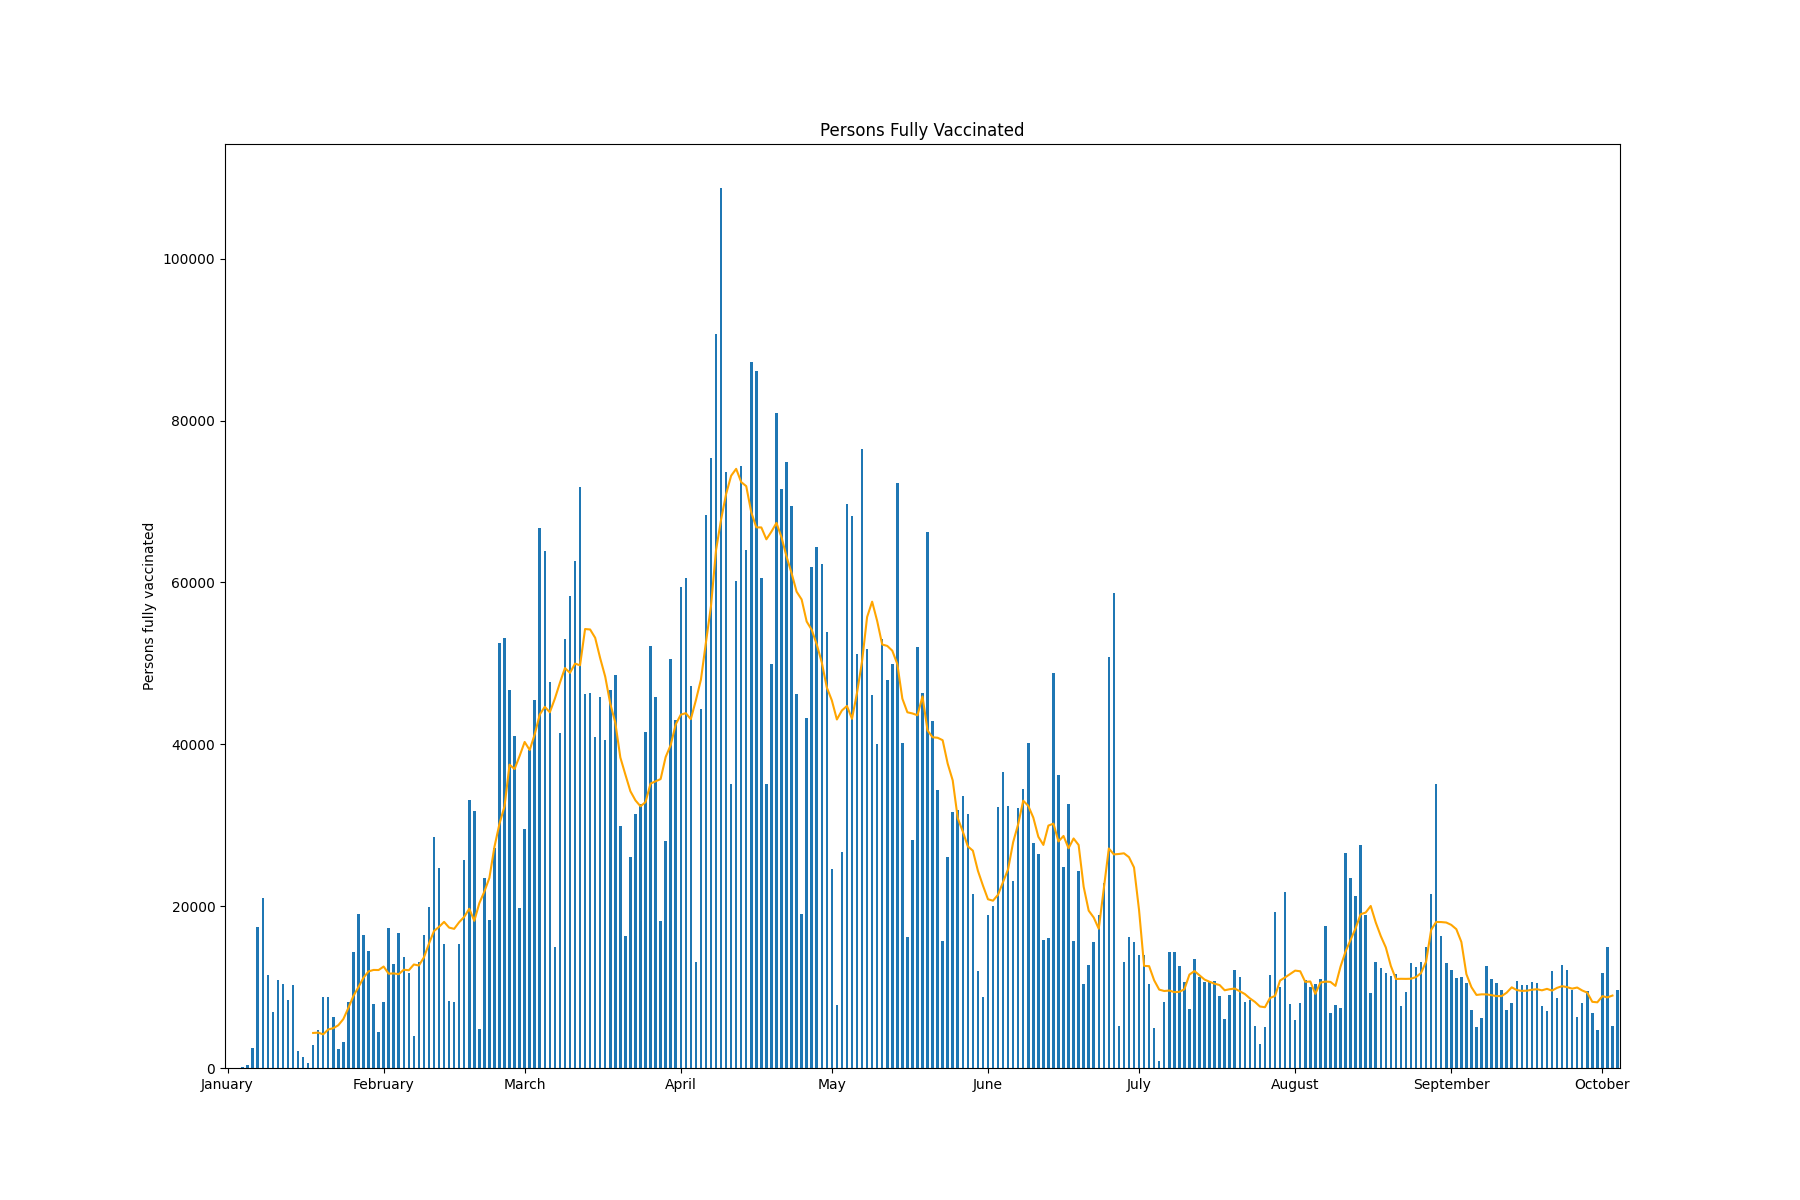 Persons Fully Vaccinated
Persons fully vaccinated
100000
80000
60000
40000
20000
0
January February March April May June July August September October